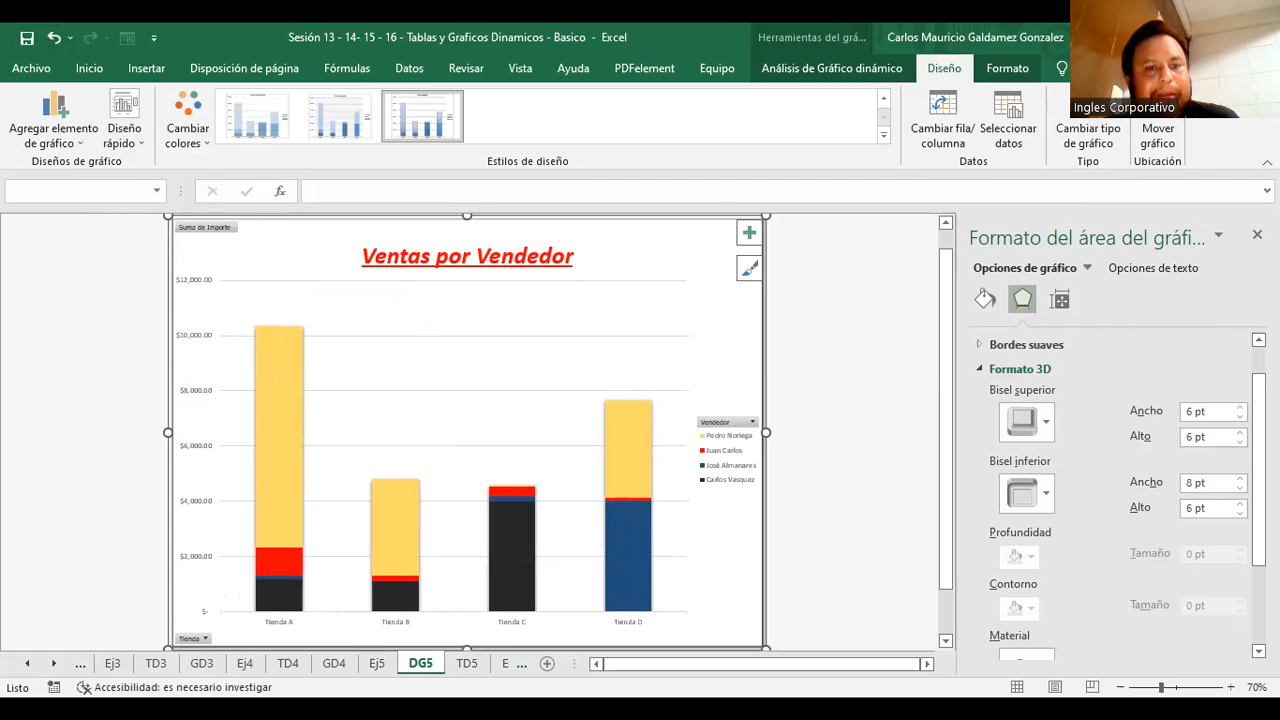 Sesión 13 - 14- 15 - 16 - Tablas y Graficos Dinamicos - Basico - Excel
Herramientas del grá...
Carlos Mauricio Galdamez Gonzalez
Archivo
Inicio
Insertar
Disposición de página
Fórmulas
Datos
Revisar
Vista
Ayuda
PDFelement
Equipo
Análisis de Gráfico dinámico
Diseño
Formato
Ingles Corporativo
Agregar elemento
de gráfico
Diseño
rápido
Cambiar
colores
Cambiar fila/
columna
Seleccionar
datos
Cambiar tipo
de gráfico
Mover
gráfico
Diseños de gráfico
Estilos de diseño
Datos
Tipo
Ubicación
fx
Suma de Importe
Ventas por Vendedor
$12,000.00
$10,000.00
$8,000.00
$6,000.00
$4,000.00
$2,000.00
$-
Tienda A
Tienda B
Tienda C
Tienda D
Tienda
Vendedor
Pedro Noriega
Juan Carlos
José Almanares
Carlos Vasquez
Formato del área del gráfi...
Opciones de gráfico
Opciones de texto
Bordes suaves
Formato 3D
Bisel superior
Ancho
6 pt
Alto
6 pt
Bisel inferior
Ancho
8 pt
Alto
6 pt
Profundidad
Tamaño
0 pt
Contorno
Tamaño
0 pt
Material
...
Ej3
TD3
GD3
Ej4
TD4
GD4
Ej5
DG5
TD5
E
...
Listo
Accesibilidad: es necesario investigar
70%